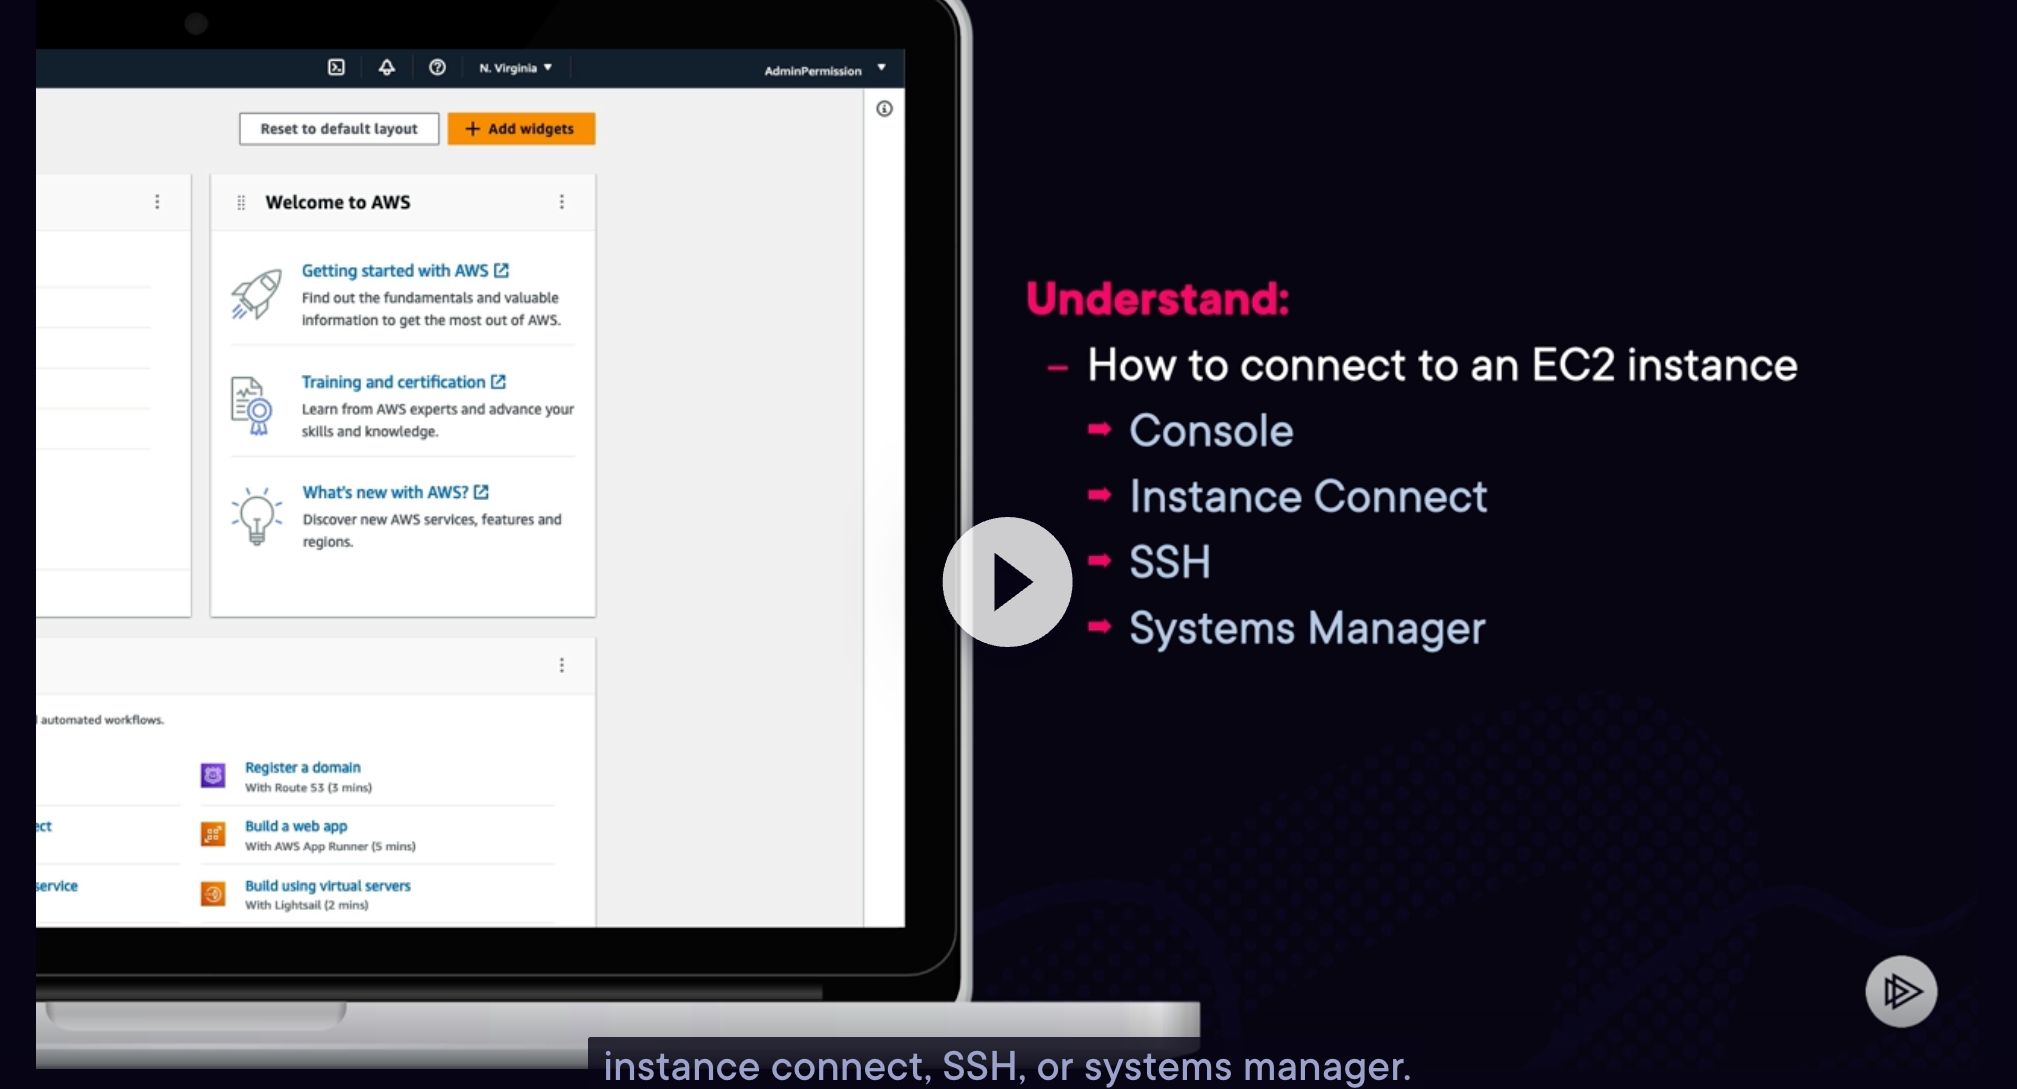 N. Virginia
AdminPermission
Reset to default layout
+ Add widgets
Welcome to AWS
Getting started with AWS
Find out the fundamentals and valuable
information to get the most out of AWS.
Training and certification
Learn from AWS experts and advance your
skills and knowledge.
What's new with AWS?
Discover new AWS services, features and
regions.
automated workflows.
Register a domain
With Route 53 (3 mins)
ect
Build a web app
With AWS App Runner (5 mins)
service
Build using virtual servers
With Lightsail (2 mins)
Understand:
– How to connect to an EC2 instance
Console
Instance Connect
SSH
Systems Manager
instance connect, SSH, or systems manager.